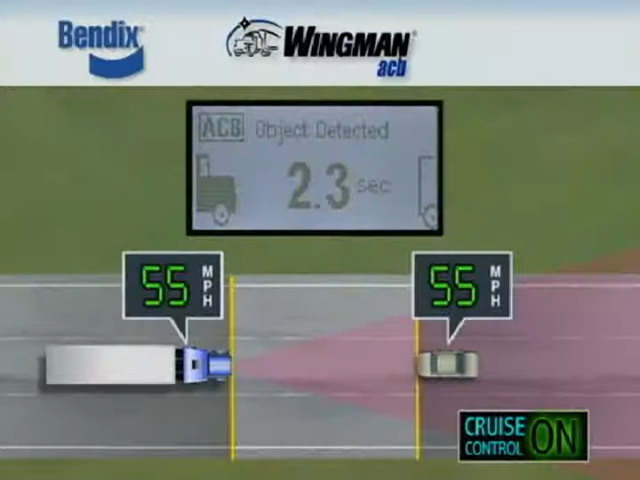 Bendix
WINGMAN®
acb
ACB Object Detected
2.3 sec
55 MPH
55 MPH
CRUISE CONTROL ON